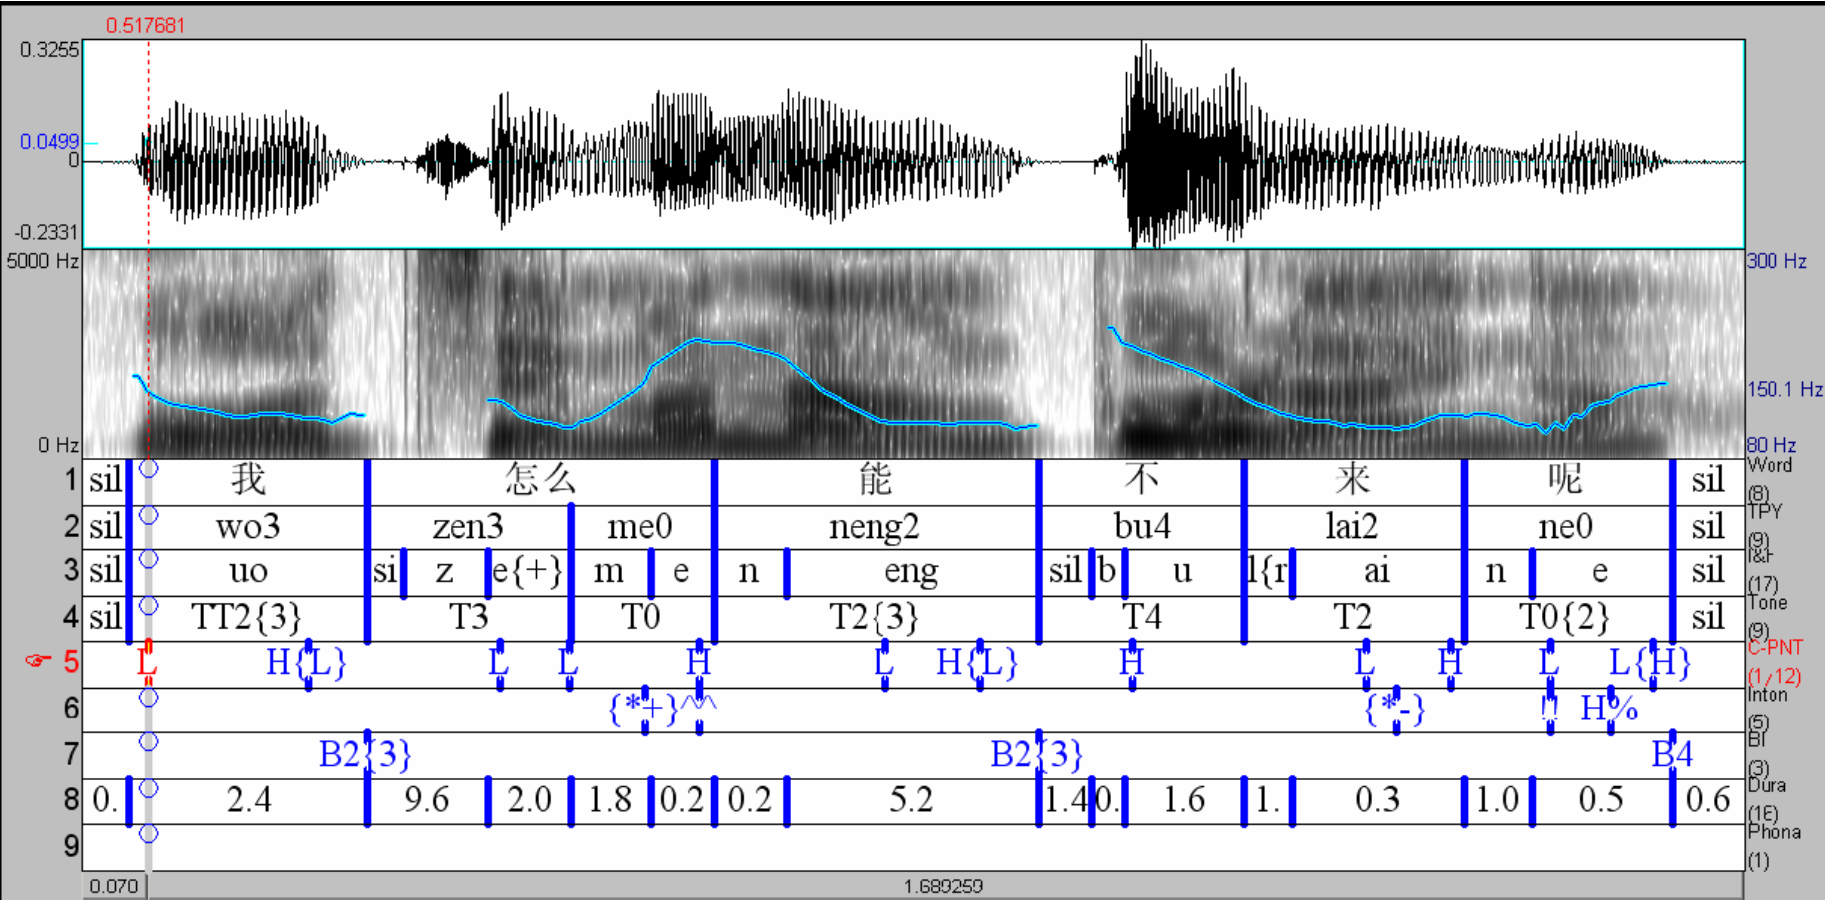 0.517681
0.3255
0.0499
0
-0.2331
5000 Hz 300 Hz
150.1 Hz
0 Hz 80 Hz
1 sil 我 怎么 能 不 来 呢 sil Word (8)
2 sil wo3 zen3 me0 neng2 bu4 lai2 ne0 sil TPY (9)
3 sil uo si z e{+} m e n eng sil b u l{r ai n e sil I&F (17)
4 sil TT2{3} T3 T0 T2{3} T4 T2 T0{2} sil Tone (9)
5 L H{L} L L H L H{L} H L H L L{H} C-PNT (1/12)
6 {*+} ^^ {*-} !! H% Inton (5)
7 B2{3} B2{3} B4 BI (3)
8 0. 2.4 9.6 2.0 1.8 0.2 0.2 5.2 1.4 0. 1.6 1. 0.3 1.0 0.5 0.6 Dura
9 Phona (1)
0.070 1.689259